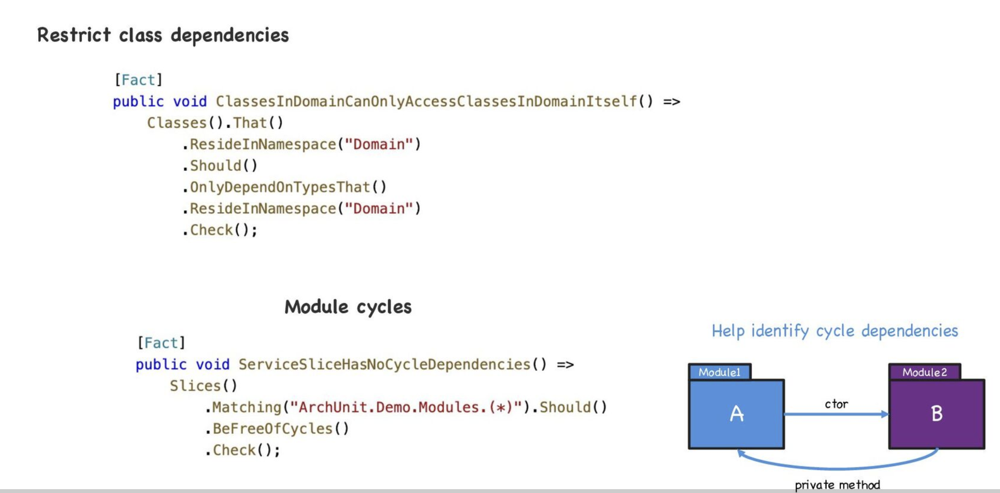 Restrict class dependencies
[Fact]
public void ClassesInDomainCanOnlyAccessClassesInDomainItself() =>
    Classes().That()
        .ResideInNamespace("Domain")
        .Should()
        .OnlyDependOnTypesThat()
        .ResideInNamespace("Domain")
        .Check();
Module cycles
[Fact]
public void ServiceSliceHasNoCycleDependencies() =>
    Slices()
        .Matching("ArchUnit.Demo.Modules.(*)").Should()
        .BeFreeOfCycles()
        .Check();
Help identify cycle dependencies
Module1
Module2
A
ctor
B
private method